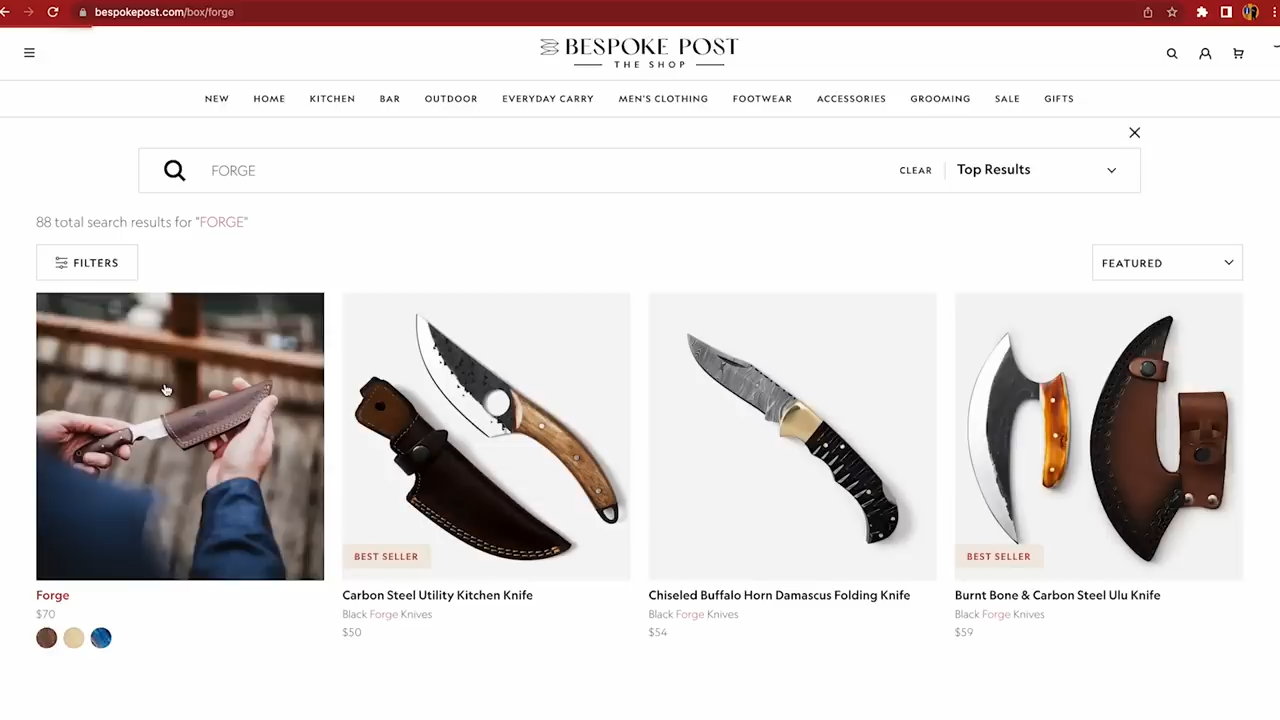 bespokepost.com/box/forge
BESPOKE POST
THE SHOP
NEW HOME KITCHEN BAR OUTDOOR EVERYDAY CARRY MEN'S CLOTHING FOOTWEAR ACCESSORIES GROOMING SALE GIFTS
FORGE CLEAR Top Results
88 total search results for "FORGE"
FILTERS FEATURED
BEST SELLER BEST SELLER
Forge Carbon Steel Utility Kitchen Knife Chiseled Buffalo Horn Damascus Folding Knife Burnt Bone & Carbon Steel Ulu Knife
$70 Black Forge Knives Black Forge Knives Black Forge Knives
$50 $54 $59